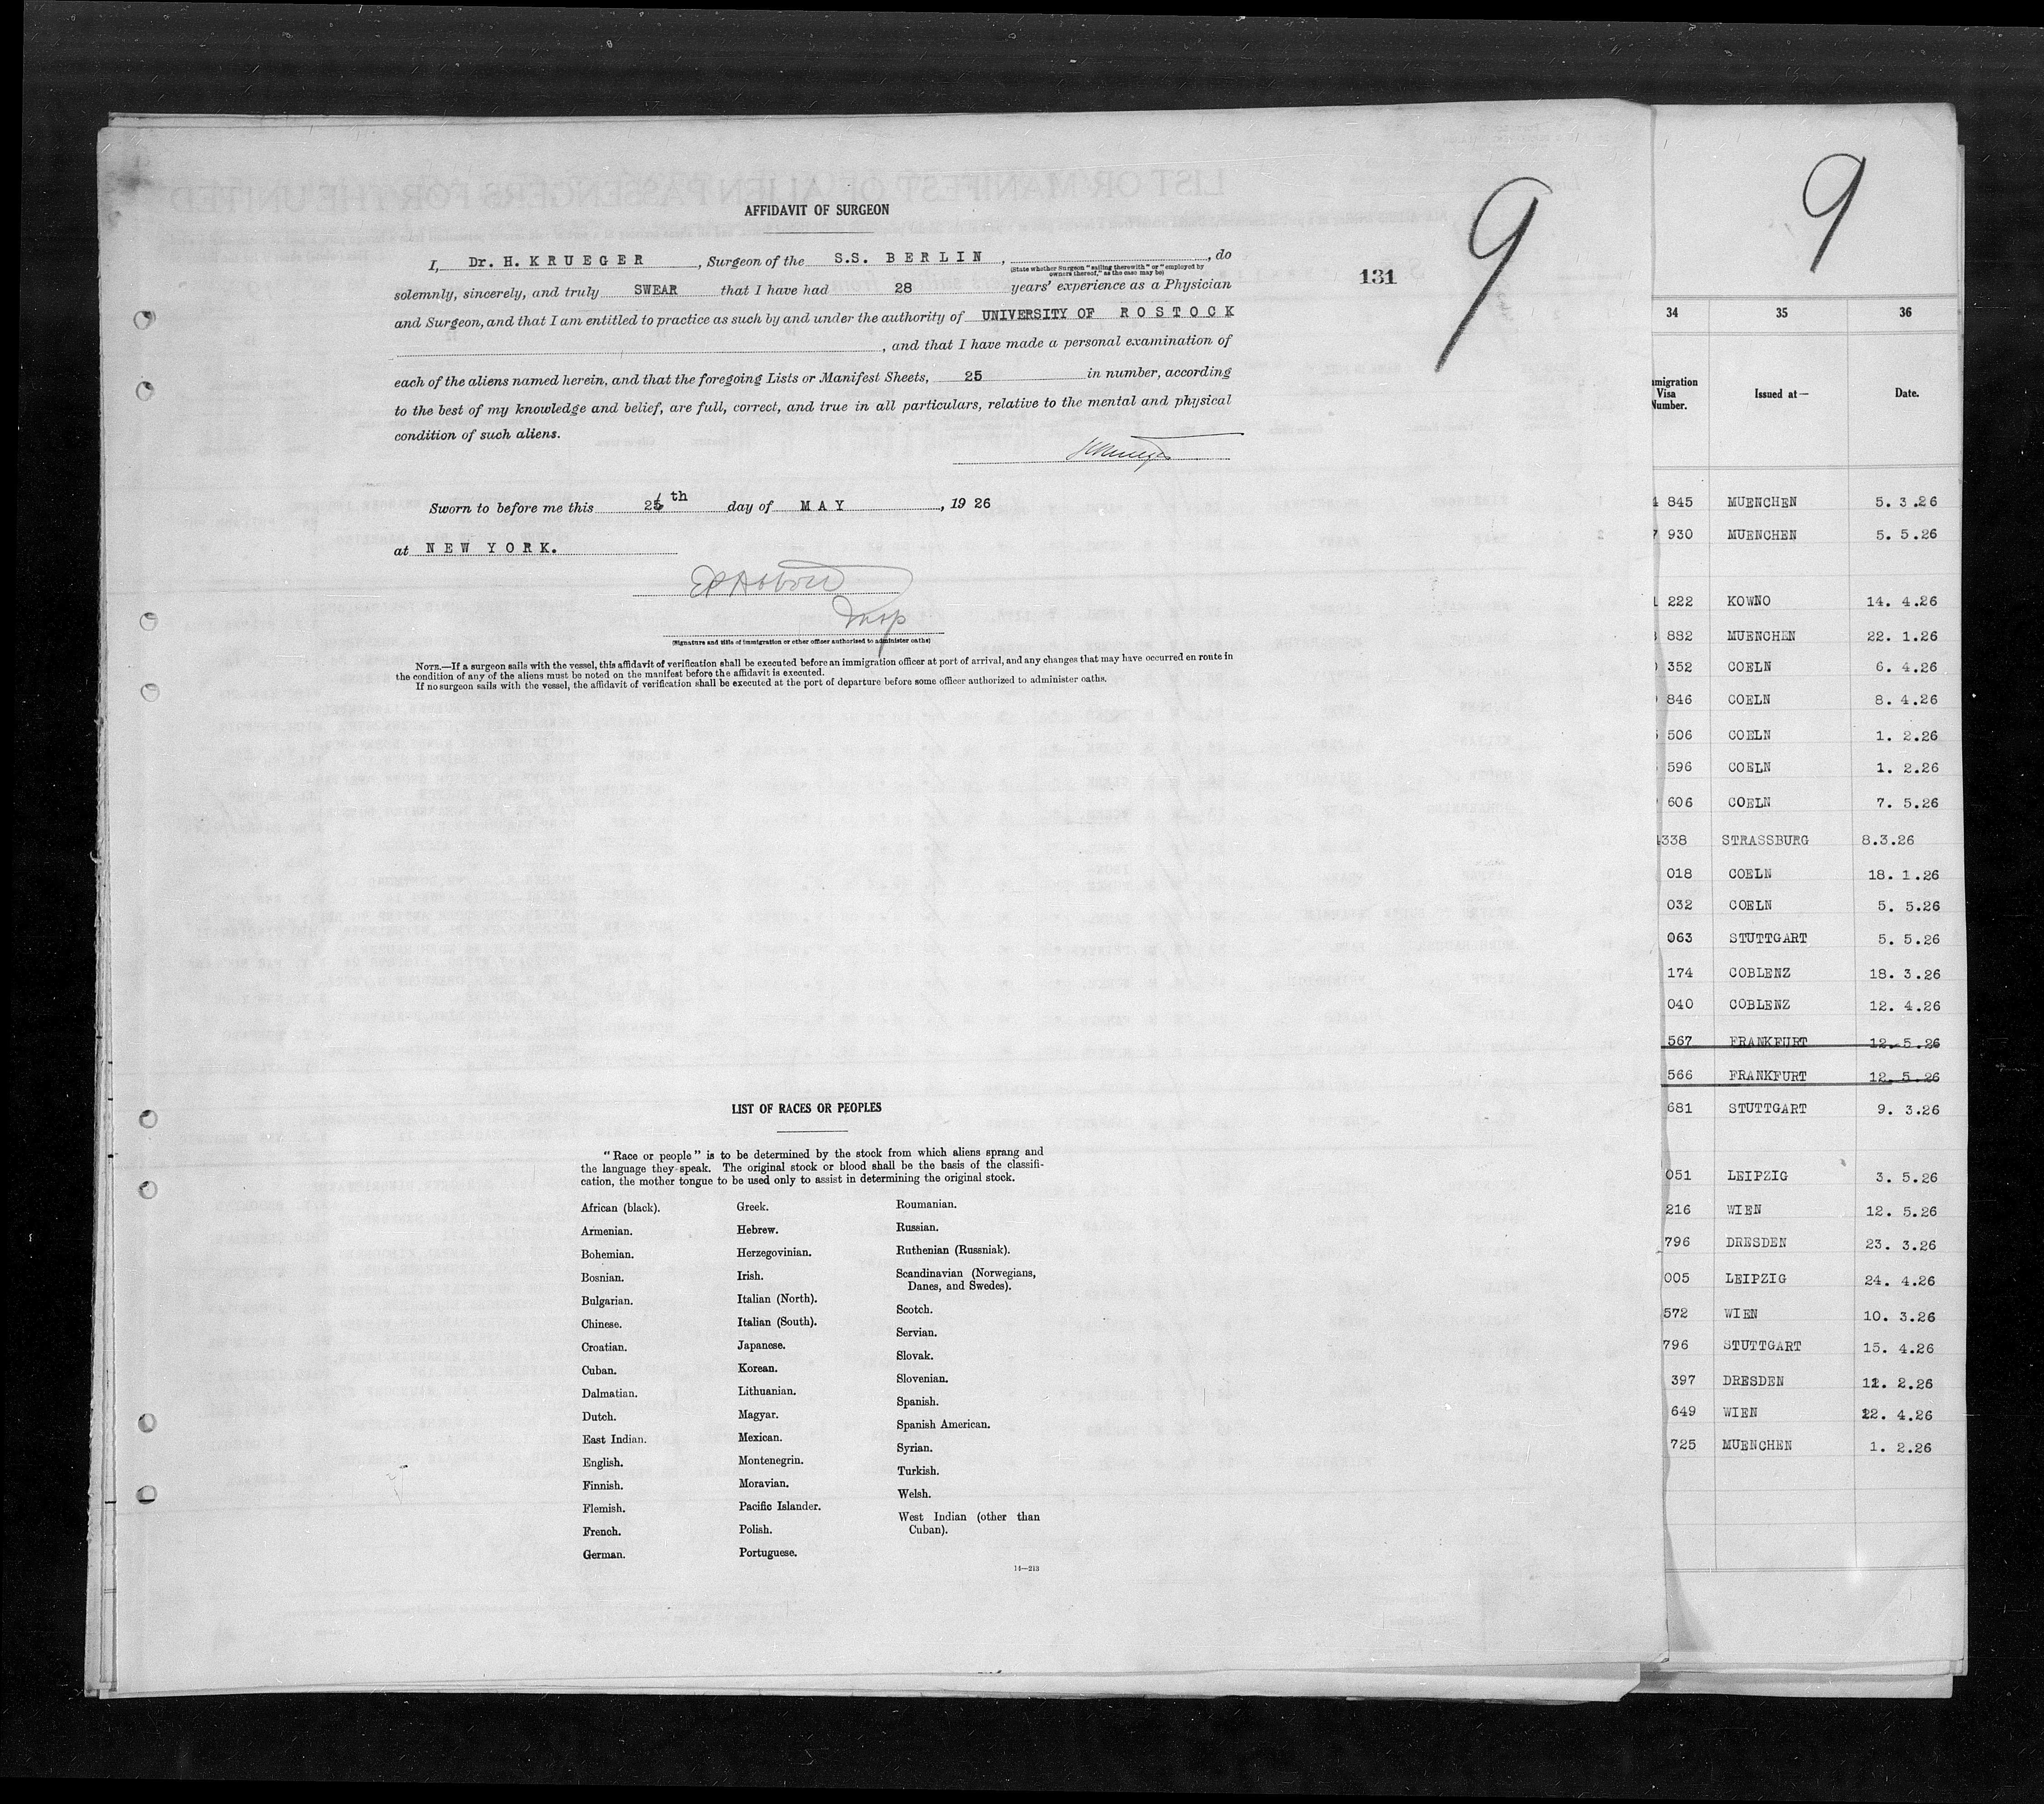 AFFIDAVIT OF SURGEON
I, Dr. H. KRUEGER, Surgeon of the S.S. BERLIN, , do
(State whether Surgeon "sailing therewith" or "employed by
owners thereof," as the case may be)
solemnly, sincerely, and truly SWEAR that I have had 28 years' experience as a Physician
and Surgeon, and that I am entitled to practice as such by and under the authority of UNIVERSITY OF ROSTOCK
, and that I have made a personal examination of
each of the aliens named herein, and that the foregoing Lists or Manifest Sheets, 25 in number, according
to the best of my knowledge and belief, are full, correct, and true in all particulars, relative to the mental and physical
condition of such aliens.
Sworn to before me this th day of MAY, 1926
at NEW YORK.
Insp
(Signature and title of immigration or other officer authorized to administer oaths)
NOTE.—If a surgeon sails with the vessel, this affidavit of verification shall be executed before an immigration officer at port of arrival, and any changes that may have occurred en route in
the condition of any of the aliens must be noted on the manifest before the affidavit is executed.
If no surgeon sails with the vessel, the affidavit of verification shall be executed at the port of departure before some officer authorized to administer oaths.
131
9
LIST OF RACES OR PEOPLES
"Race or people" is to be determined by the stock from which aliens sprang and
the language they speak. The original stock or blood shall be the basis of the classifi-
cation, the mother tongue to be used only to assist in determining the original stock.
African (black).
Armenian.
Bohemian.
Bosnian.
Bulgarian.
Chinese.
Croatian.
Cuban.
Dalmatian.
Dutch.
East Indian.
English.
Finnish.
Flemish.
French.
German.
Greek.
Hebrew.
Herzegovinian.
Irish.
Italian (North).
Italian (South).
Japanese.
Korean.
Lithuanian.
Magyar.
Mexican.
Montenegrin.
Moravian.
Pacific Islander.
Polish.
Portuguese.
Roumanian.
Russian.
Ruthenian (Russniak).
Scandinavian (Norwegians,
Danes, and Swedes).
Scotch.
Servian.
Slovak.
Slovenian.
Spanish.
Spanish American.
Syrian.
Turkish.
Welsh.
West Indian (other than
Cuban).
14—213
9
34 35 36
migration
Visa
Number.
Issued at—
Date.
845 MUENCHEN 5. 3.26
930 MUENCHEN 5. 5.26
222 KOWNO 14. 4.26
882 MUENCHEN 22. 1.26
352 COELN 6. 4.26
846 COELN 8. 4.26
506 COELN 1. 2.26
596 COELN 1. 2.26
606 COELN 7. 5.26
338 STRASSBURG 8.3.26
018 COELN 18. 1.26
032 COELN 5. 5.26
063 STUTTGART 5. 5.26
174 COBLENZ 18. 3.26
040 COBLENZ 12. 4.26
567 FRANKFURT 12. 5.26
566 FRANKFURT 12. 5.26
681 STUTTGART 9. 3.26
051 LEIPZIG 3. 5.26
216 WIEN 12. 5.26
796 DRESDEN 23. 3.26
005 LEIPZIG 24. 4.26
572 WIEN 10. 3.26
796 STUTTGART 15. 4.26
397 DRESDEN 2.26
649 WIEN 4.26
725 MUENCHEN 1. 2.26